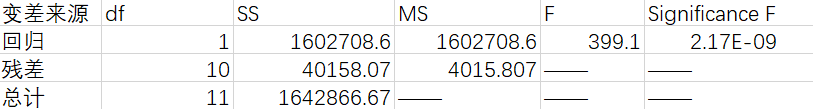 变差来源 df SS MS F Significance F
回归 1 1602708.6 1602708.6 399.1 2.17E-09
残差 10 40158.07 4015.807 —— ——
总计 11 1642866.67 —— —— ——